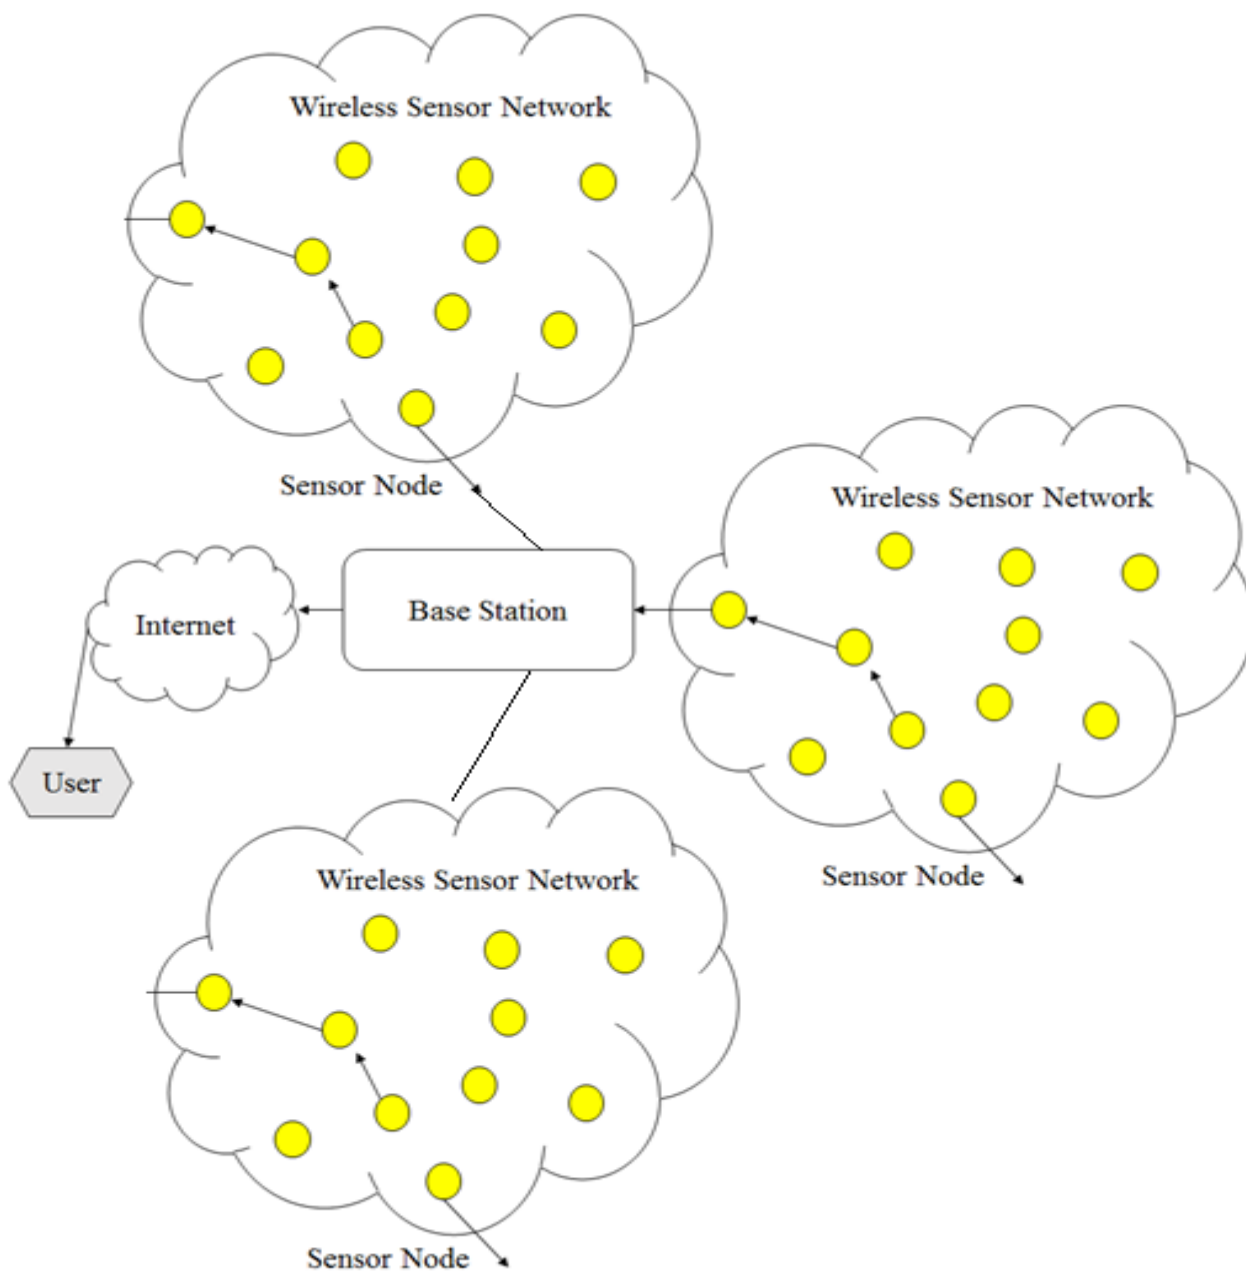 Wireless Sensor Network
Sensor Node
Wireless Sensor Network
Base Station
Internet
User
Sensor Node
Wireless Sensor Network
Sensor Node